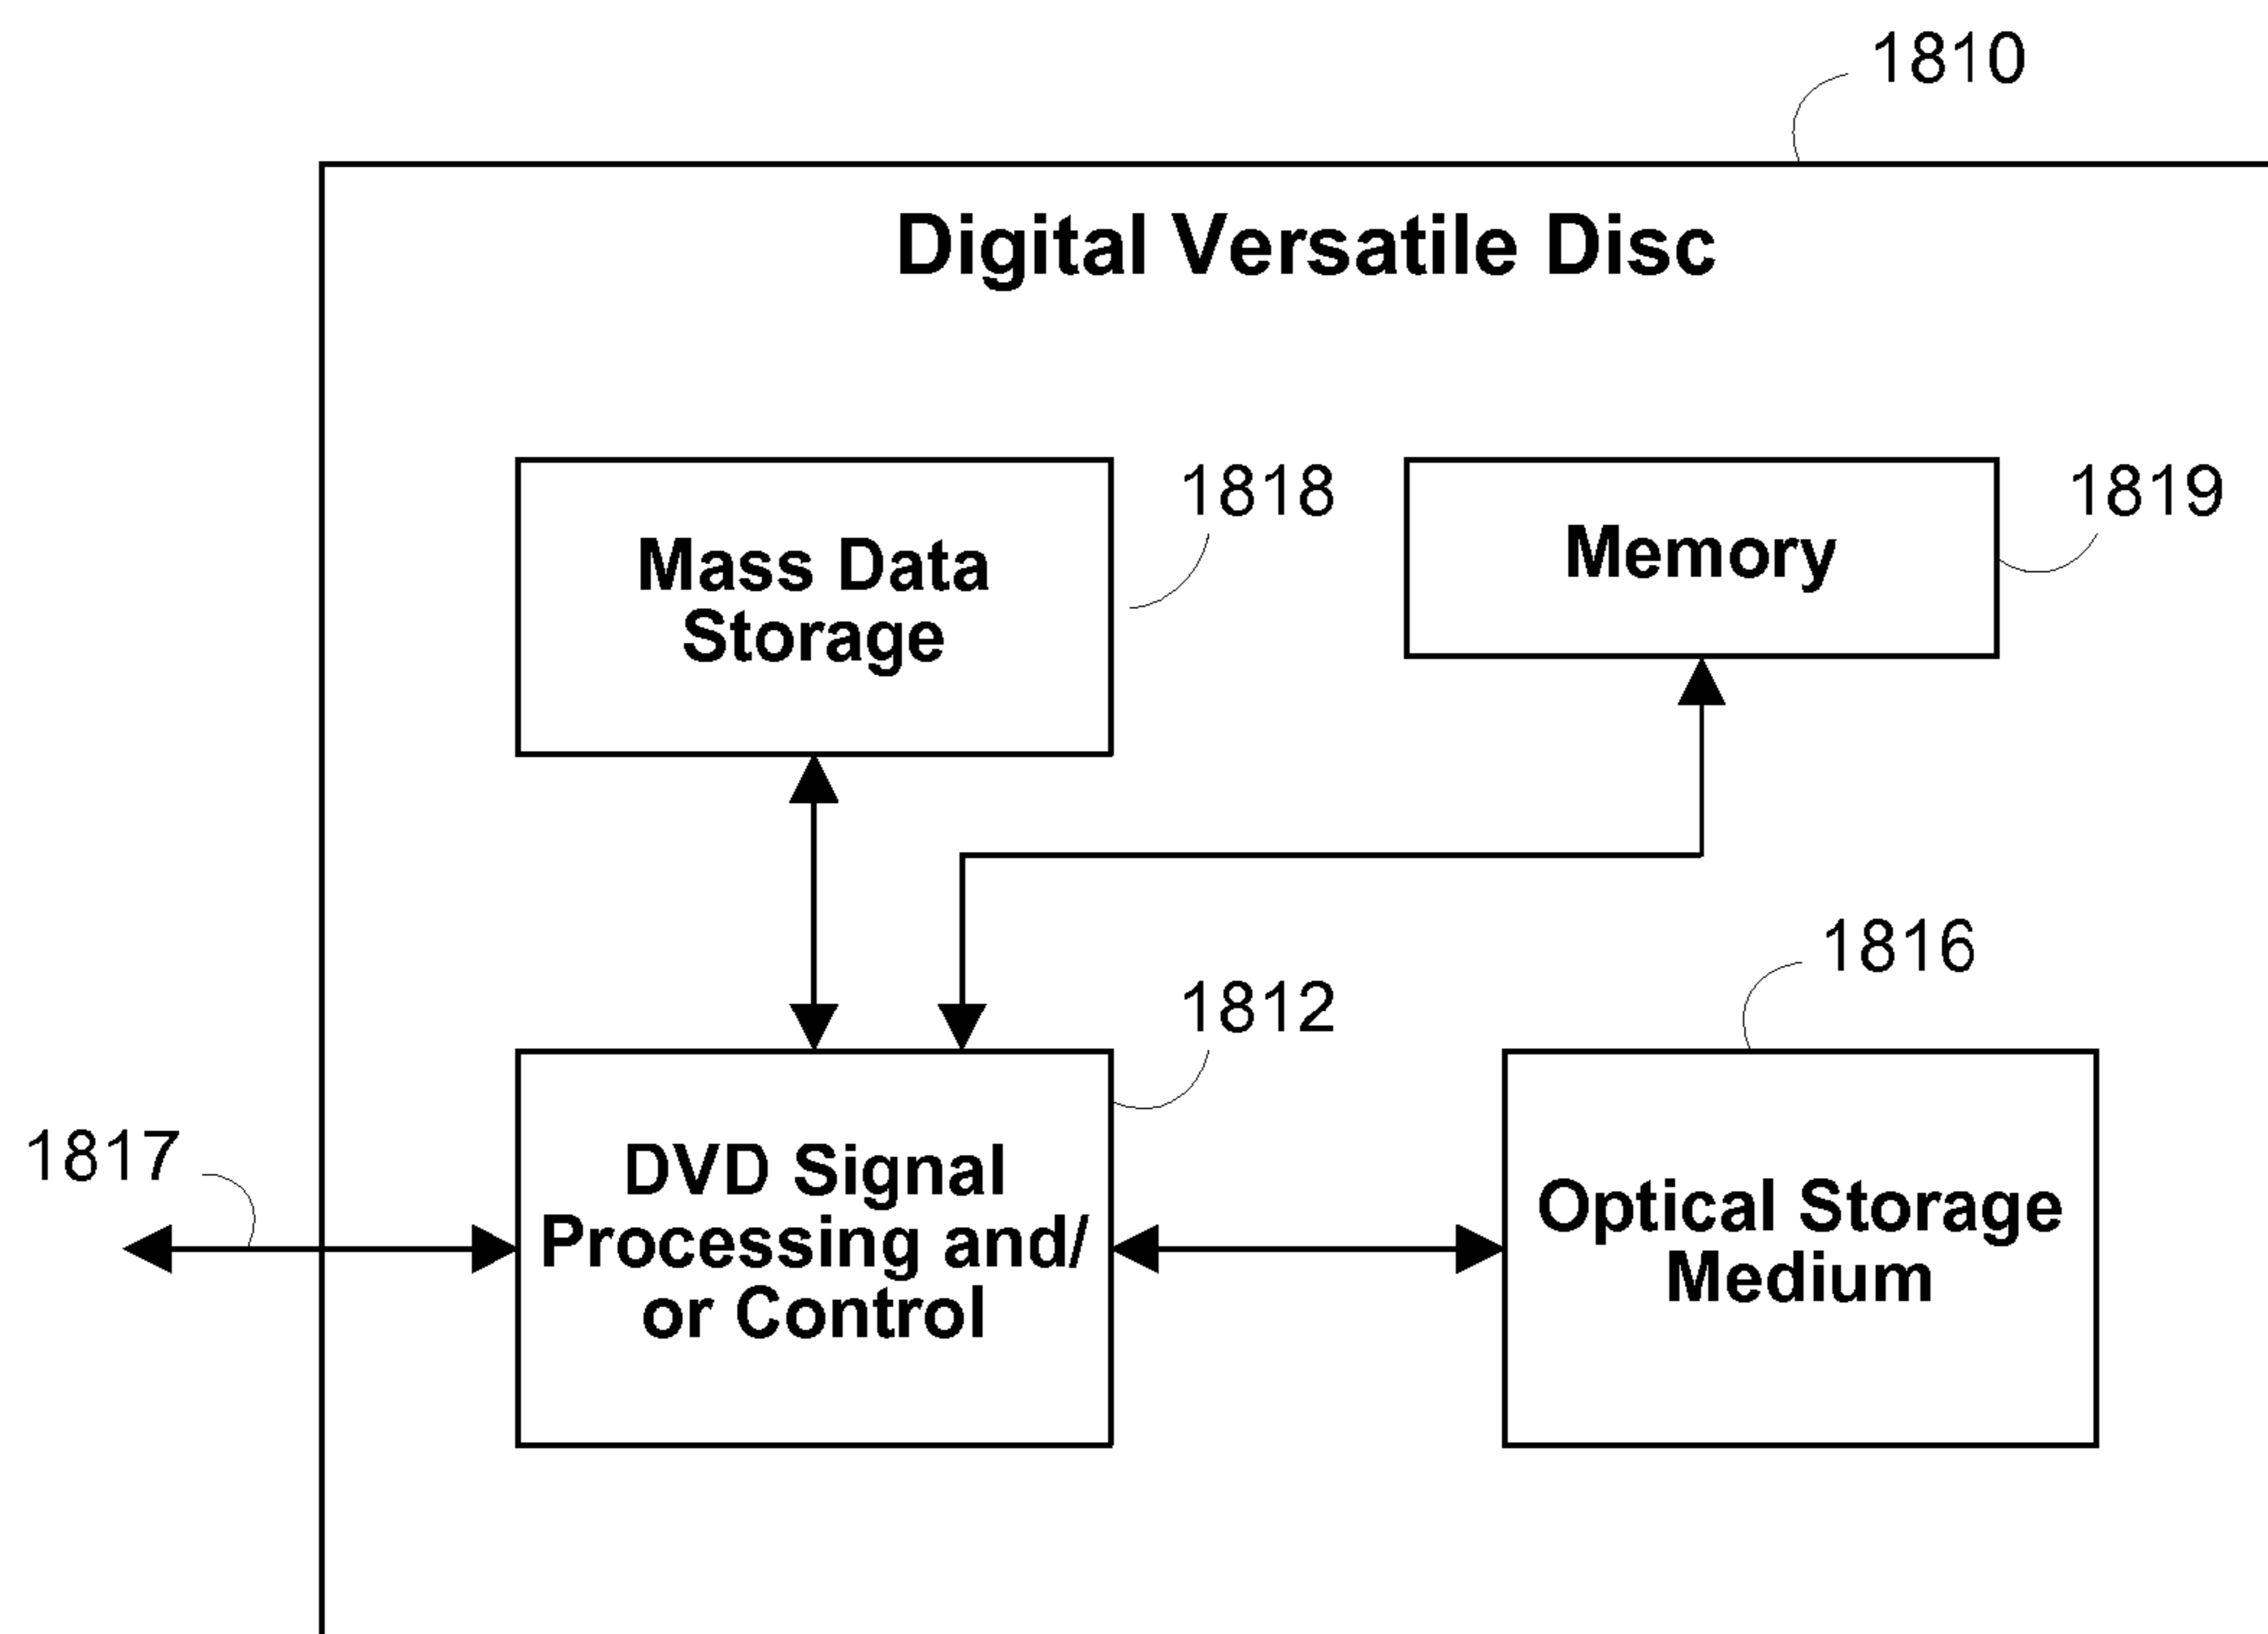 1810
Digital Versatile Disc
Mass Data
Storage
1818
Memory
1819
1816
1812
1817
DVD Signal
Processing and/
or Control
Optical Storage
Medium